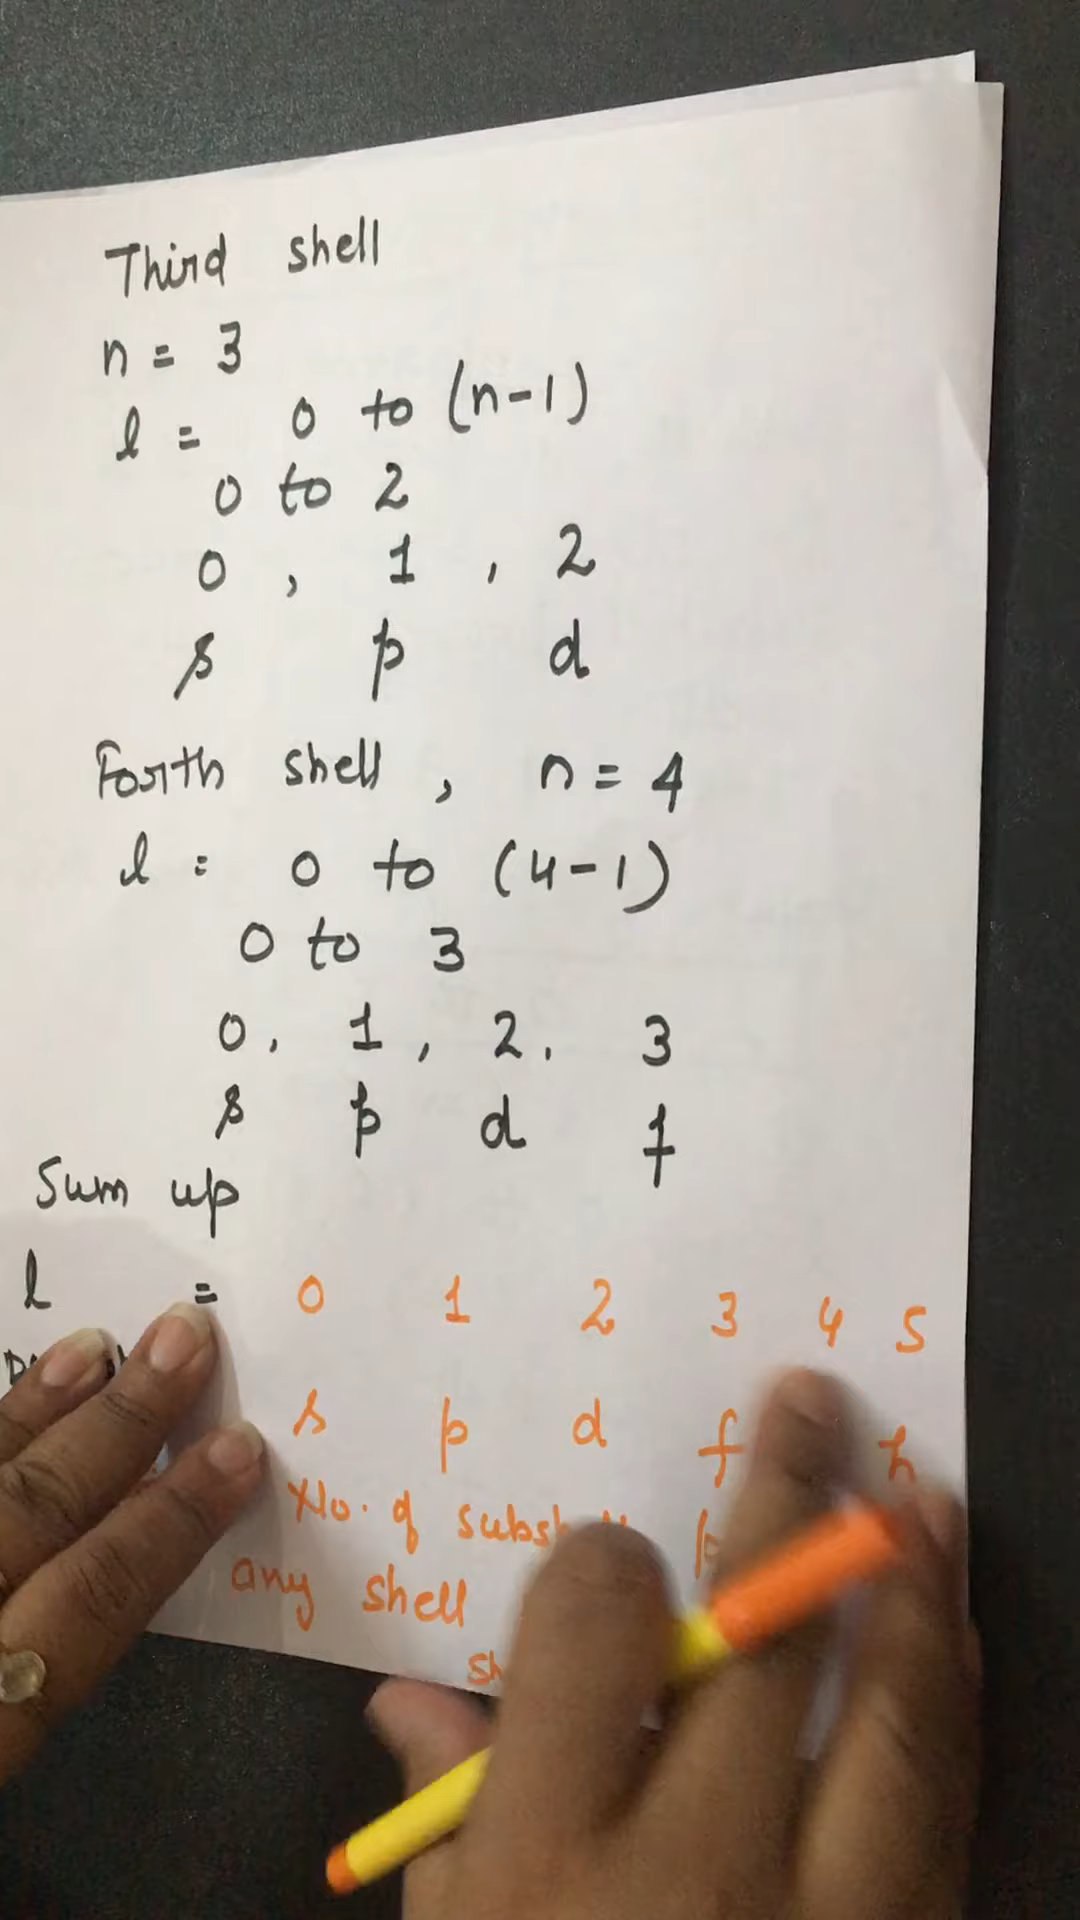 Third shell
n = 3
l = 0 to (n-1)
0 to 2
0 , 1 , 2
s p d
Forth shell , n = 4
l = 0 to (4-1)
0 to 3
0, 1, 2, 3
s p d f
Sum up
l = 0 1 2 3 4 5
s p d f h
No. of
any shell